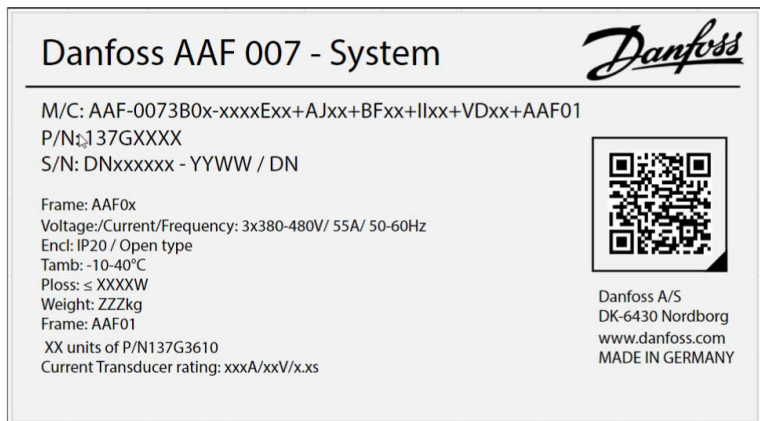 Danfoss AAF 007 - System
Danfoss
M/C: AAF-0073B0x-xxxxExx+AJxx+BFxx+IIxx+VDxx+AAF01
P/N: 137GXXXX
S/N: DNxxxxxx - YYWW / DN
Frame: AAF0x
Voltage:/Current/Frequency: 3x380-480V/ 55A/ 50-60Hz
Encl: IP20 / Open type
Tamb: -10-40°C
Ploss: ≤ XXXXW
Weight: ZZZkg
Frame: AAF01
XX units of P/N137G3610
Current Transducer rating: xxxA/xxV/x.xs
Danfoss A/S
DK-6430 Nordborg
www.danfoss.com
MADE IN GERMANY